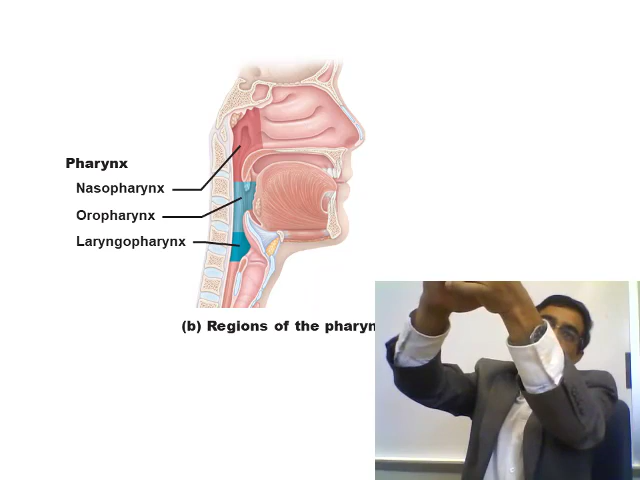 Pharynx
Nasopharynx
Oropharynx
Laryngopharynx
(b) Regions of the